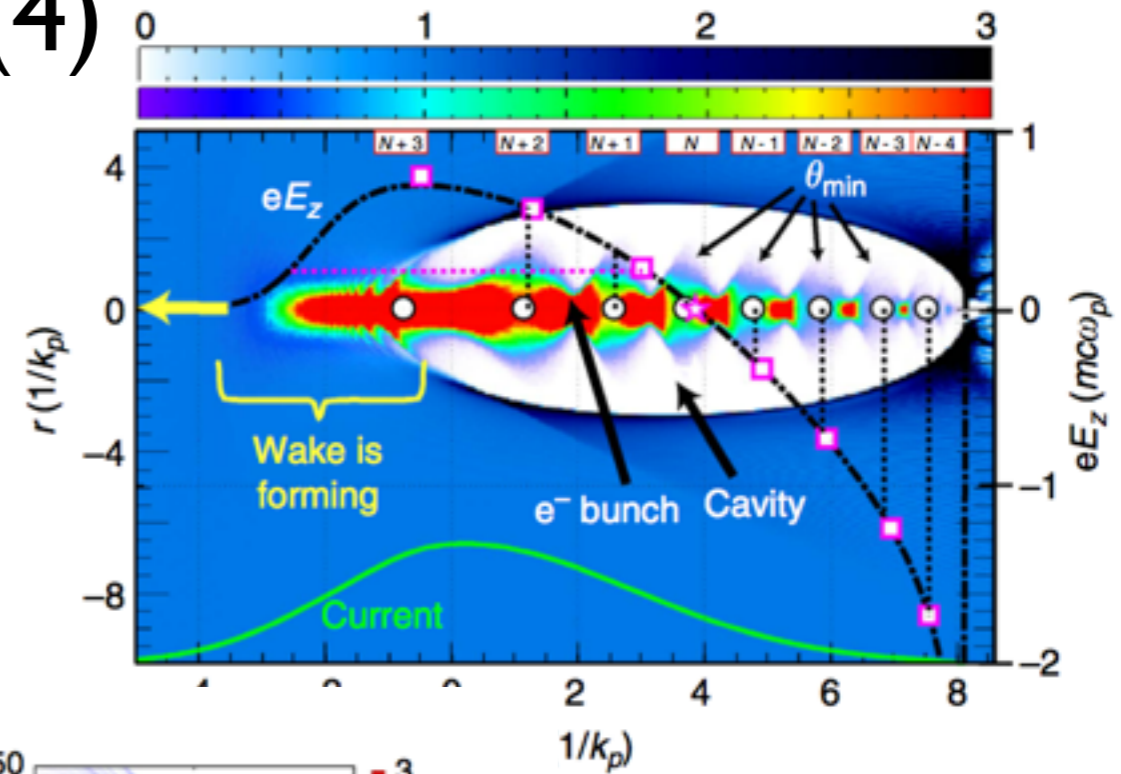 (4)
0 1 2 3
N+3 N+2 N+1 N N-1 N-2 N-3 N-4
1
4
eE_z
θ_min
0
0
r (1/k_p)
eE_z (mcω_p)
Wake is
forming
e⁻ bunch
Cavity
–4
–1
–8
Current
–2
2 4 6 8
1/k_p)
50
3